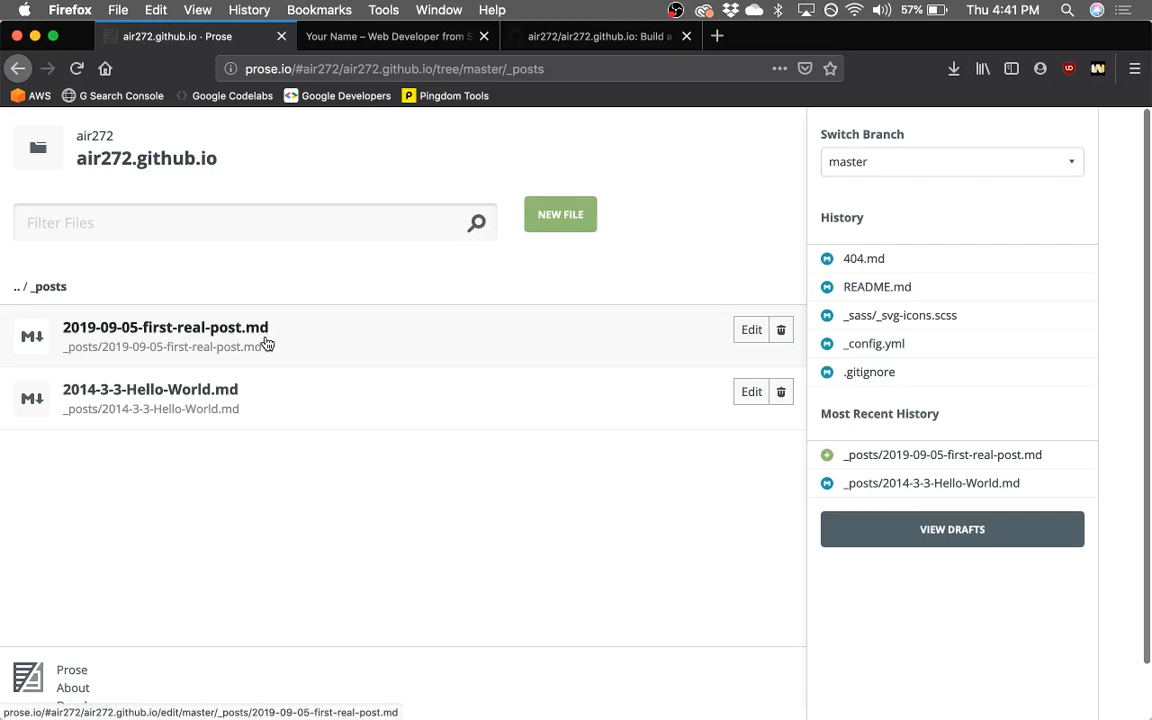 Firefox File Edit View History Bookmarks Tools Window Help 57% Thu 4:41 PM
air272.github.io · Prose
Your Name – Web Developer from S
air272/air272.github.io: Build a
prose.io/#air272/air272.github.io/tree/master/_posts
AWS G Search Console Google Codelabs Google Developers Pingdom Tools
air272
air272.github.io
Filter Files
NEW FILE
.. / _posts
2019-09-05-first-real-post.md
_posts/2019-09-05-first-real-post.md
Edit
2014-3-3-Hello-World.md
_posts/2014-3-3-Hello-World.md
Edit
Switch Branch
master
History
404.md
README.md
_sass/_svg-icons.scss
_config.yml
.gitignore
Most Recent History
_posts/2019-09-05-first-real-post.md
_posts/2014-3-3-Hello-World.md
VIEW DRAFTS
Prose
About
prose.io/#air272/air272.github.io/edit/master/_posts/2019-09-05-first-real-post.md